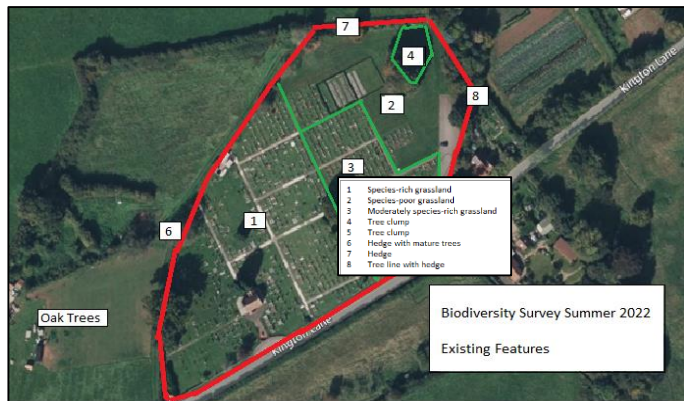 7
4
8
Kington Lane
2
3
1 Species-rich grassland
2 Species-poor grassland
3 Moderately species-rich grassland
4 Tree clump
5 Tree clump
6 Hedge with mature trees
7 Hedge
8 Tree line with hedge
1
6
Oak Trees
Kington Lane
Biodiversity Survey Summer 2022
Existing Features